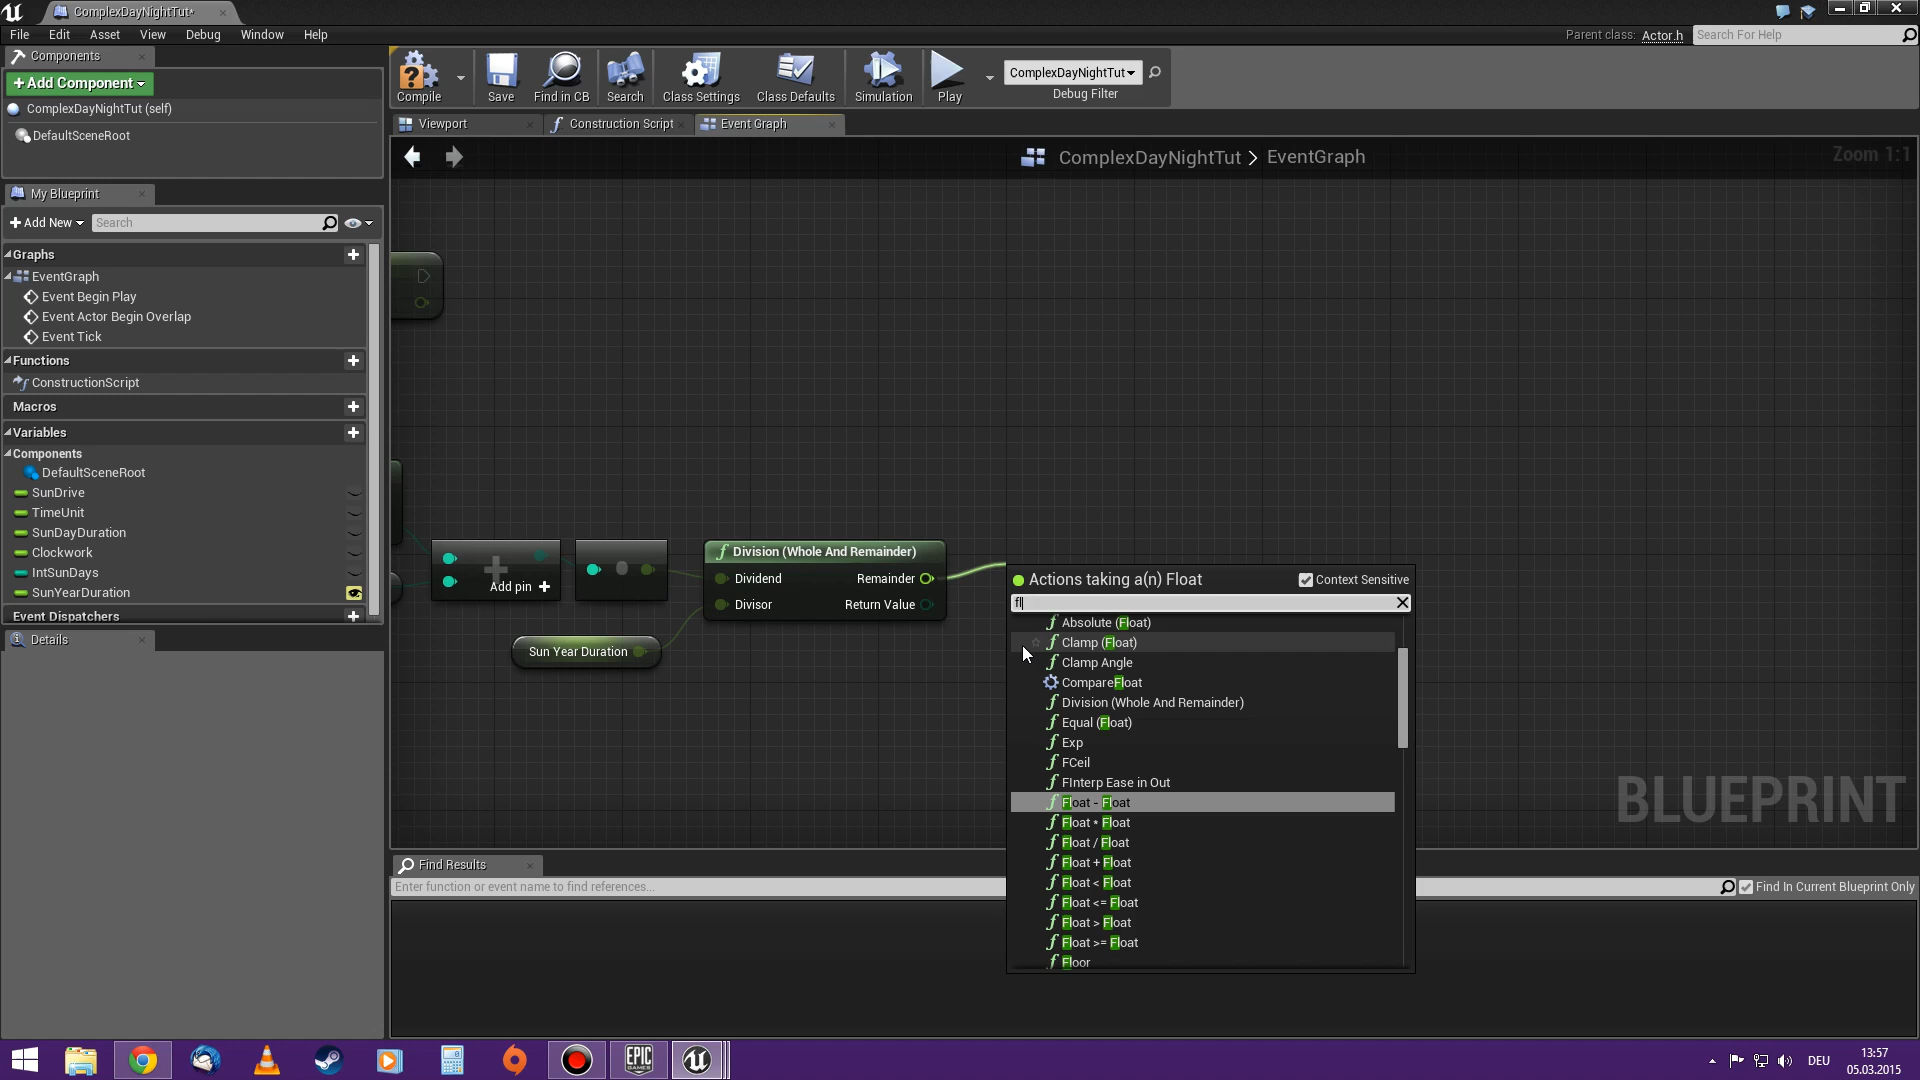 ComplexDayNightTut*
File Edit Asset View Debug Window Help
Parent class: Actor.h Search For Help
Components
+ Add Component
ComplexDayNightTut (self)
DefaultSceneRoot
Compile Save Find in CB Search Class Settings Class Defaults Simulation Play
ComplexDayNightTut
Debug Filter
Viewport Construction Script Event Graph
ComplexDayNightTut > EventGraph
Zoom 1:1
My Blueprint
+ Add New Search
Graphs
EventGraph
Event Begin Play
Event Actor Begin Overlap
Event Tick
Functions
ConstructionScript
Macros
Variables
Components
DefaultSceneRoot
SunDrive
TimeUnit
SunDayDuration
Clockwork
IntSunDays
SunYearDuration
Event Dispatchers
Details
Add pin +
Division (Whole And Remainder)
Dividend Remainder
Divisor Return Value
Sun Year Duration
Actions taking a(n) Float Context Sensitive
fl
Absolute (Float)
Clamp (Float)
Clamp Angle
CompareFloat
Division (Whole And Remainder)
Equal (Float)
Exp
FCeil
FInterp Ease in Out
Float - Float
Float * Float
Float / Float
Float + Float
Float < Float
Float <= Float
Float > Float
Float >= Float
Floor
BLUEPRINT
Find Results
Enter function or event name to find references...
Find In Current Blueprint Only
EPIC GAMES
DEU
13:57
05.03.2015